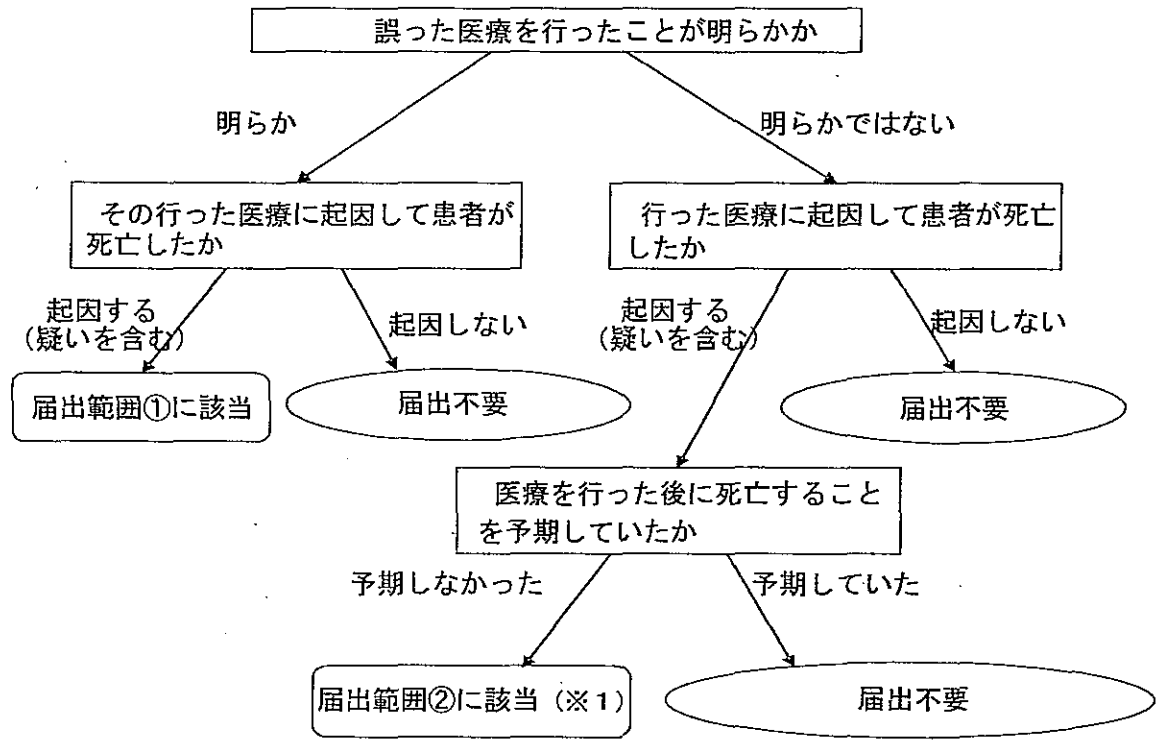 誤った医療を行ったことが明らかか
明らか
明らかではない
その行った医療に起因して患者が
死亡したか
行った医療に起因して患者が死亡
したか
起因する
（疑いを含む）
起因しない
起因する
（疑いを含む）
起因しない
届出範囲①に該当
届出不要
届出不要
医療を行った後に死亡すること
を予期していたか
予期しなかった
予期していた
届出範囲②に該当（※１）
届出不要